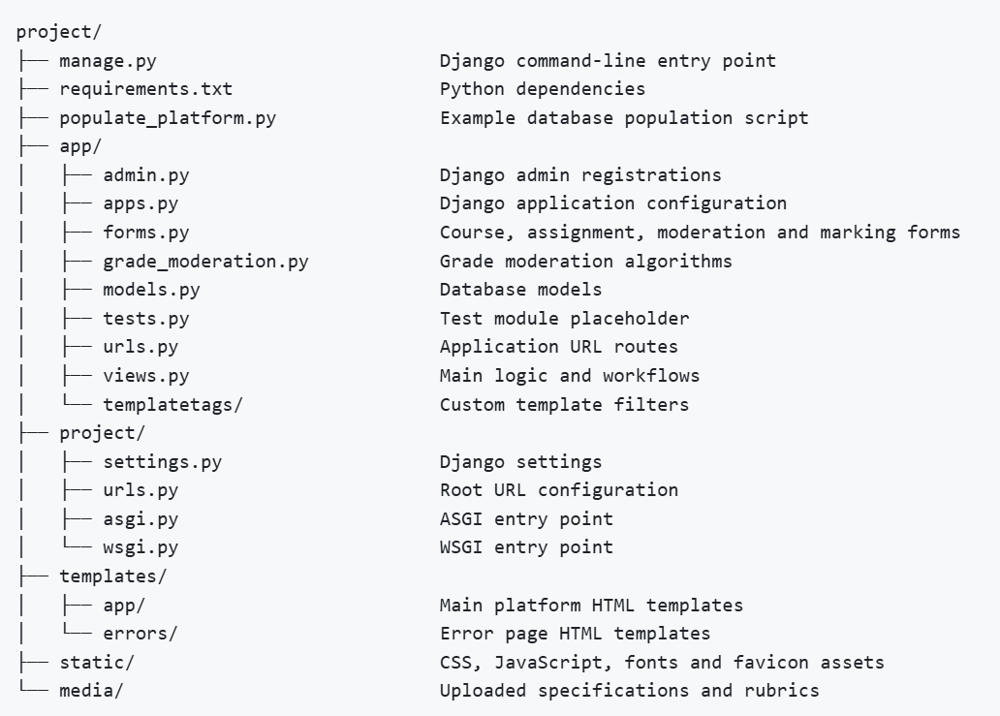 project/
├── manage.py                          Django command-line entry point
├── requirements.txt                   Python dependencies
├── populate_platform.py               Example database population script
├── app/
│   ├── admin.py                       Django admin registrations
│   ├── apps.py                        Django application configuration
│   ├── forms.py                       Course, assignment, moderation and marking forms
│   ├── grade_moderation.py            Grade moderation algorithms
│   ├── models.py                      Database models
│   ├── tests.py                       Test module placeholder
│   ├── urls.py                        Application URL routes
│   ├── views.py                       Main logic and workflows
│   └── templatetags/                  Custom template filters
├── project/
│   ├── settings.py                    Django settings
│   ├── urls.py                        Root URL configuration
│   ├── asgi.py                        ASGI entry point
│   └── wsgi.py                        WSGI entry point
├── templates/
│   ├── app/                           Main platform HTML templates
│   └── errors/                        Error page HTML templates
├── static/                            CSS, JavaScript, fonts and favicon assets
└── media/                             Uploaded specifications and rubrics